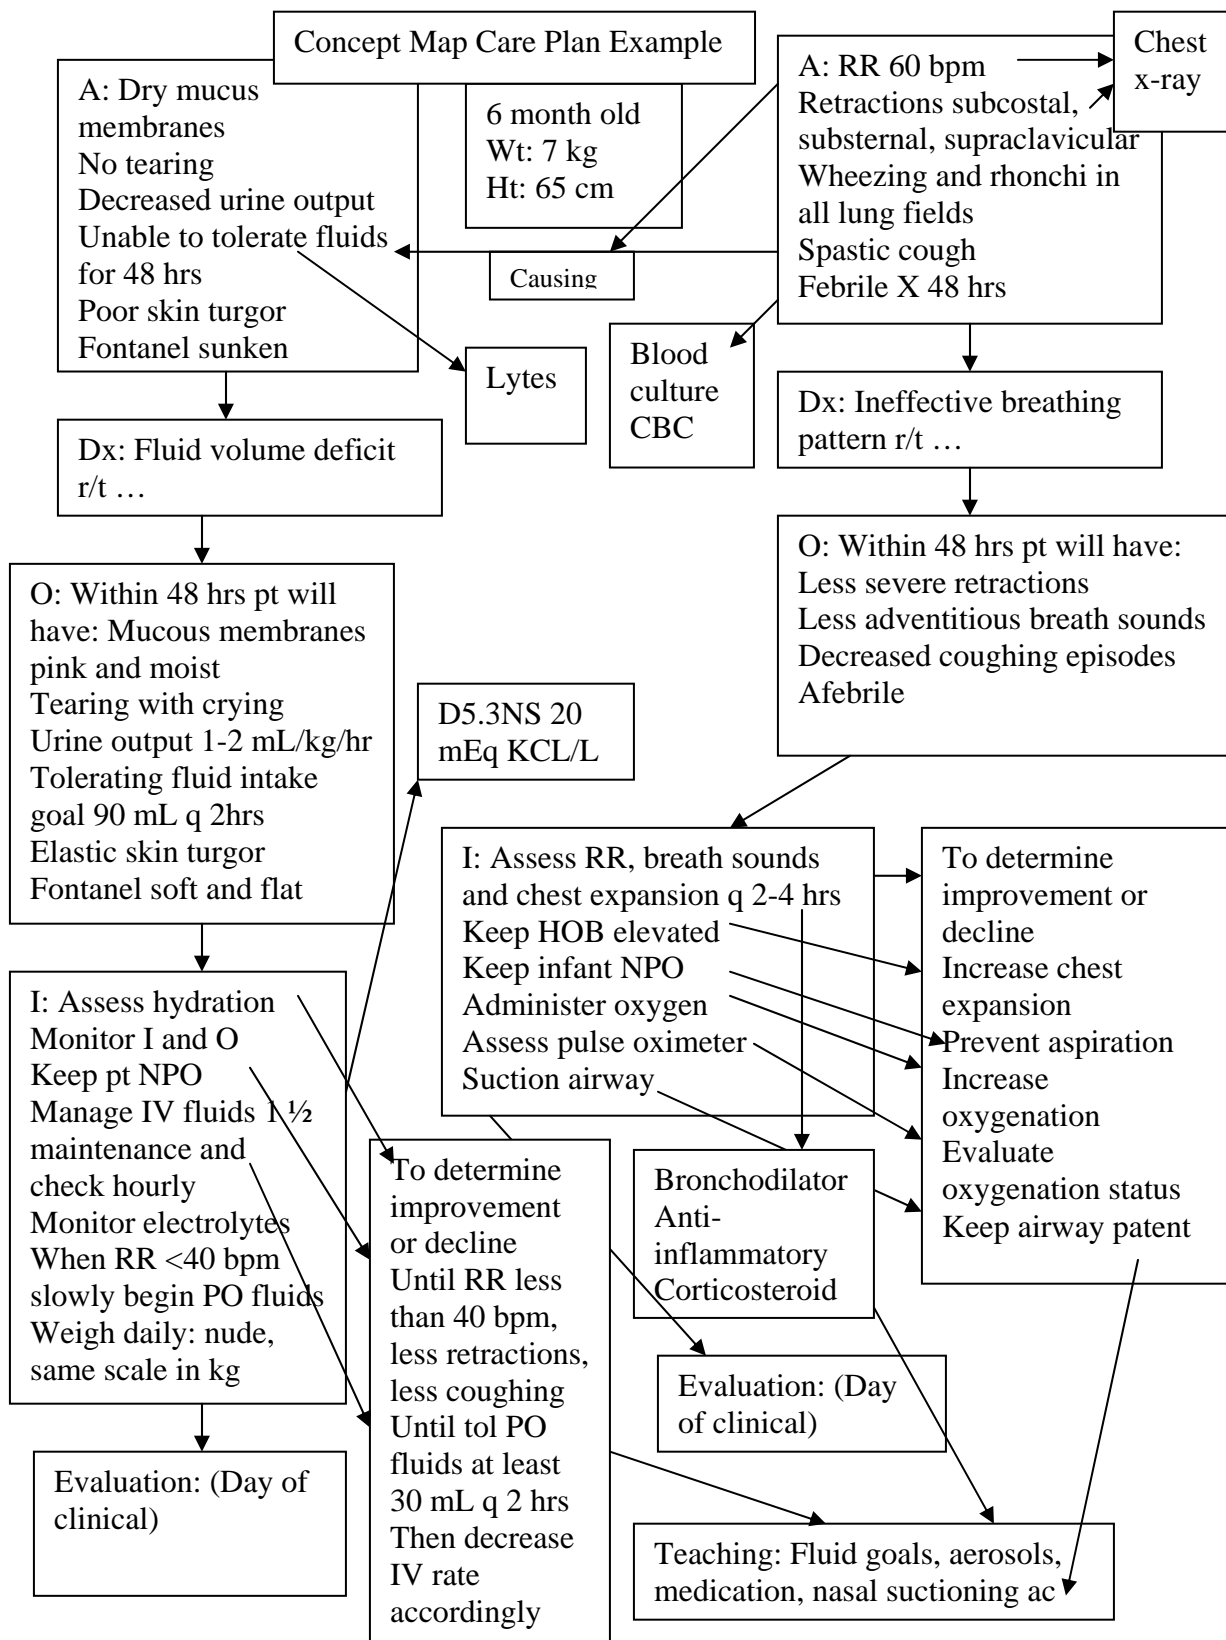 Concept Map Care Plan Example
6 month old
Wt: 7 kg
Ht: 65 cm
A: Dry mucus
membranes
No tearing
Decreased urine output
Unable to tolerate fluids
for 48 hrs
Poor skin turgor
Fontanel sunken
Causing
A: RR 60 bpm
Retractions subcostal,
substernal, supraclavicular
Wheezing and rhonchi in
all lung fields
Spastic cough
Febrile X 48 hrs
Chest
x-ray
Lytes
Blood
culture
CBC
Dx: Fluid volume deficit
r/t …
Dx: Ineffective breathing
pattern r/t …
O: Within 48 hrs pt will
have: Mucous membranes
pink and moist
Tearing with crying
Urine output 1-2 mL/kg/hr
Tolerating fluid intake
goal 90 mL q 2hrs
Elastic skin turgor
Fontanel soft and flat
O: Within 48 hrs pt will have:
Less severe retractions
Less adventitious breath sounds
Decreased coughing episodes
Afebrile
D5.3NS 20
mEq KCL/L
I: Assess RR, breath sounds
and chest expansion q 2-4 hrs
Keep HOB elevated
Keep infant NPO
Administer oxygen
Assess pulse oximeter
Suction airway
To determine
improvement or
decline
Increase chest
expansion
Prevent aspiration
Increase
oxygenation
Evaluate
oxygenation status
Keep airway patent
I: Assess hydration
Monitor I and O
Keep pt NPO
Manage IV fluids 1 ½
maintenance and
check hourly
Monitor electrolytes
When RR <40 bpm
slowly begin PO fluids
Weigh daily: nude,
same scale in kg
To determine
improvement
or decline
Until RR less
than 40 bpm,
less retractions,
less coughing
Until tol PO
fluids at least
30 mL q 2 hrs
Then decrease
IV rate
accordingly
Bronchodilator
Anti-
inflammatory
Corticosteroid
Evaluation: (Day
of clinical)
Evaluation: (Day of
clinical)
Teaching: Fluid goals, aerosols,
medication, nasal suctioning ac